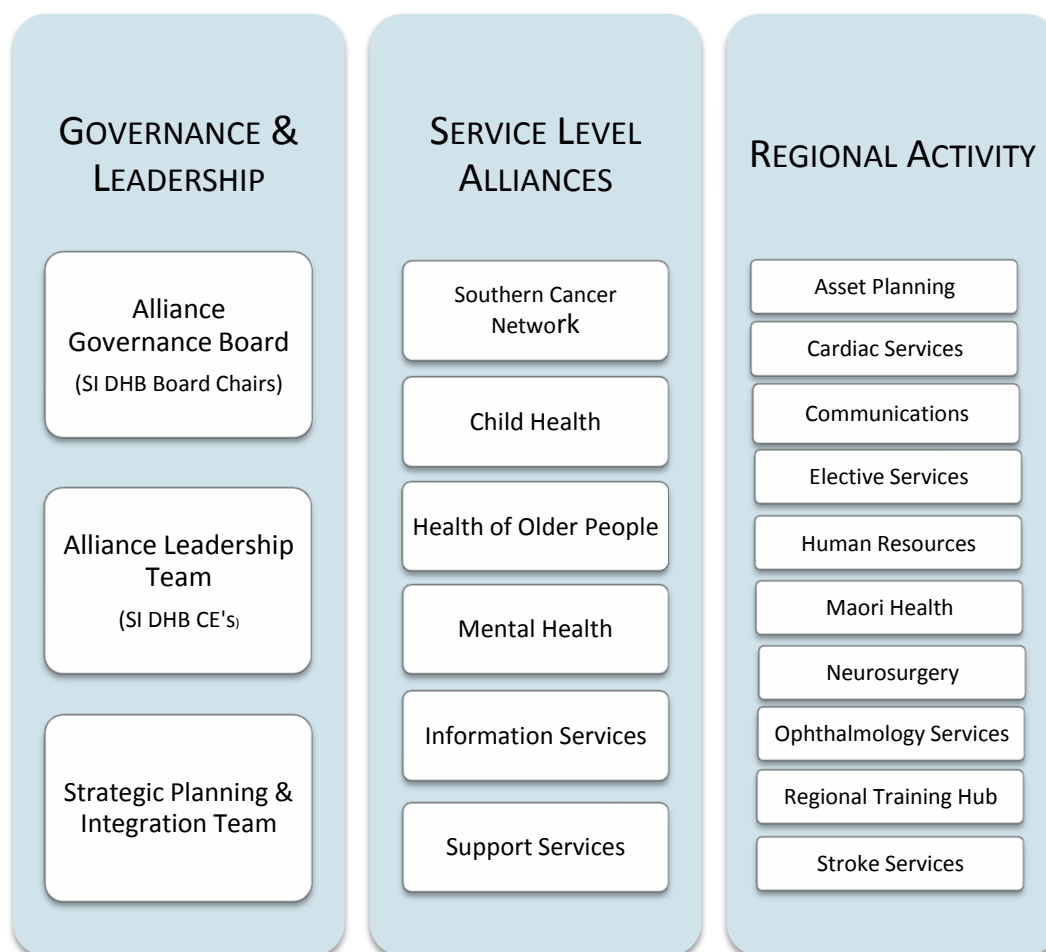 GOVERNANCE &
LEADERSHIP
Alliance
Governance Board
(SI DHB Board Chairs)
Alliance Leadership
Team
(SI DHB CE's)
Strategic Planning &
Integration Team
SERVICE LEVEL
ALLIANCES
Southern Cancer
Network
Child Health
Health of Older People
Mental Health
Information Services
Support Services
REGIONAL ACTIVITY
Asset Planning
Cardiac Services
Communications
Elective Services
Human Resources
Maori Health
Neurosurgery
Ophthalmology Services
Regional Training Hub
Stroke Services